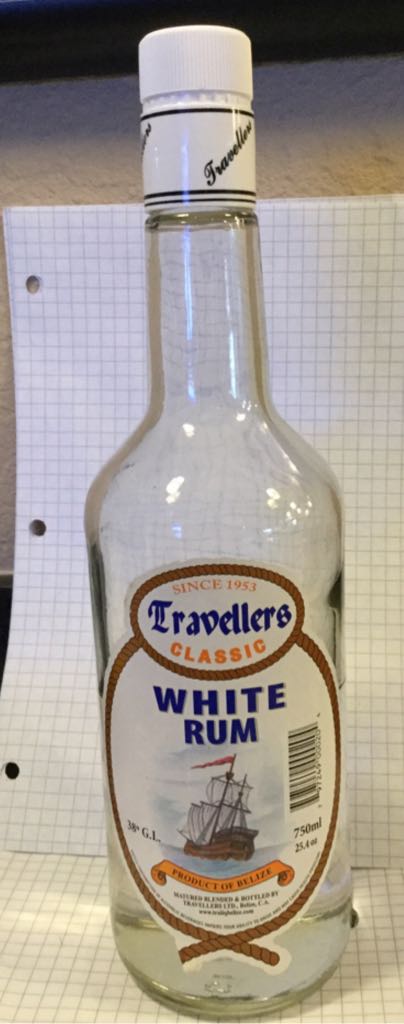 Travellers
SINCE 1953
Travellers
CLASSIC
WHITE
RUM
38º G.L.
750ml
25.4 oz
PRODUCT OF BELIZE
MATURED BLENDED & BOTTLED BY
TRAVELLERS LTD., Belize, C.A.